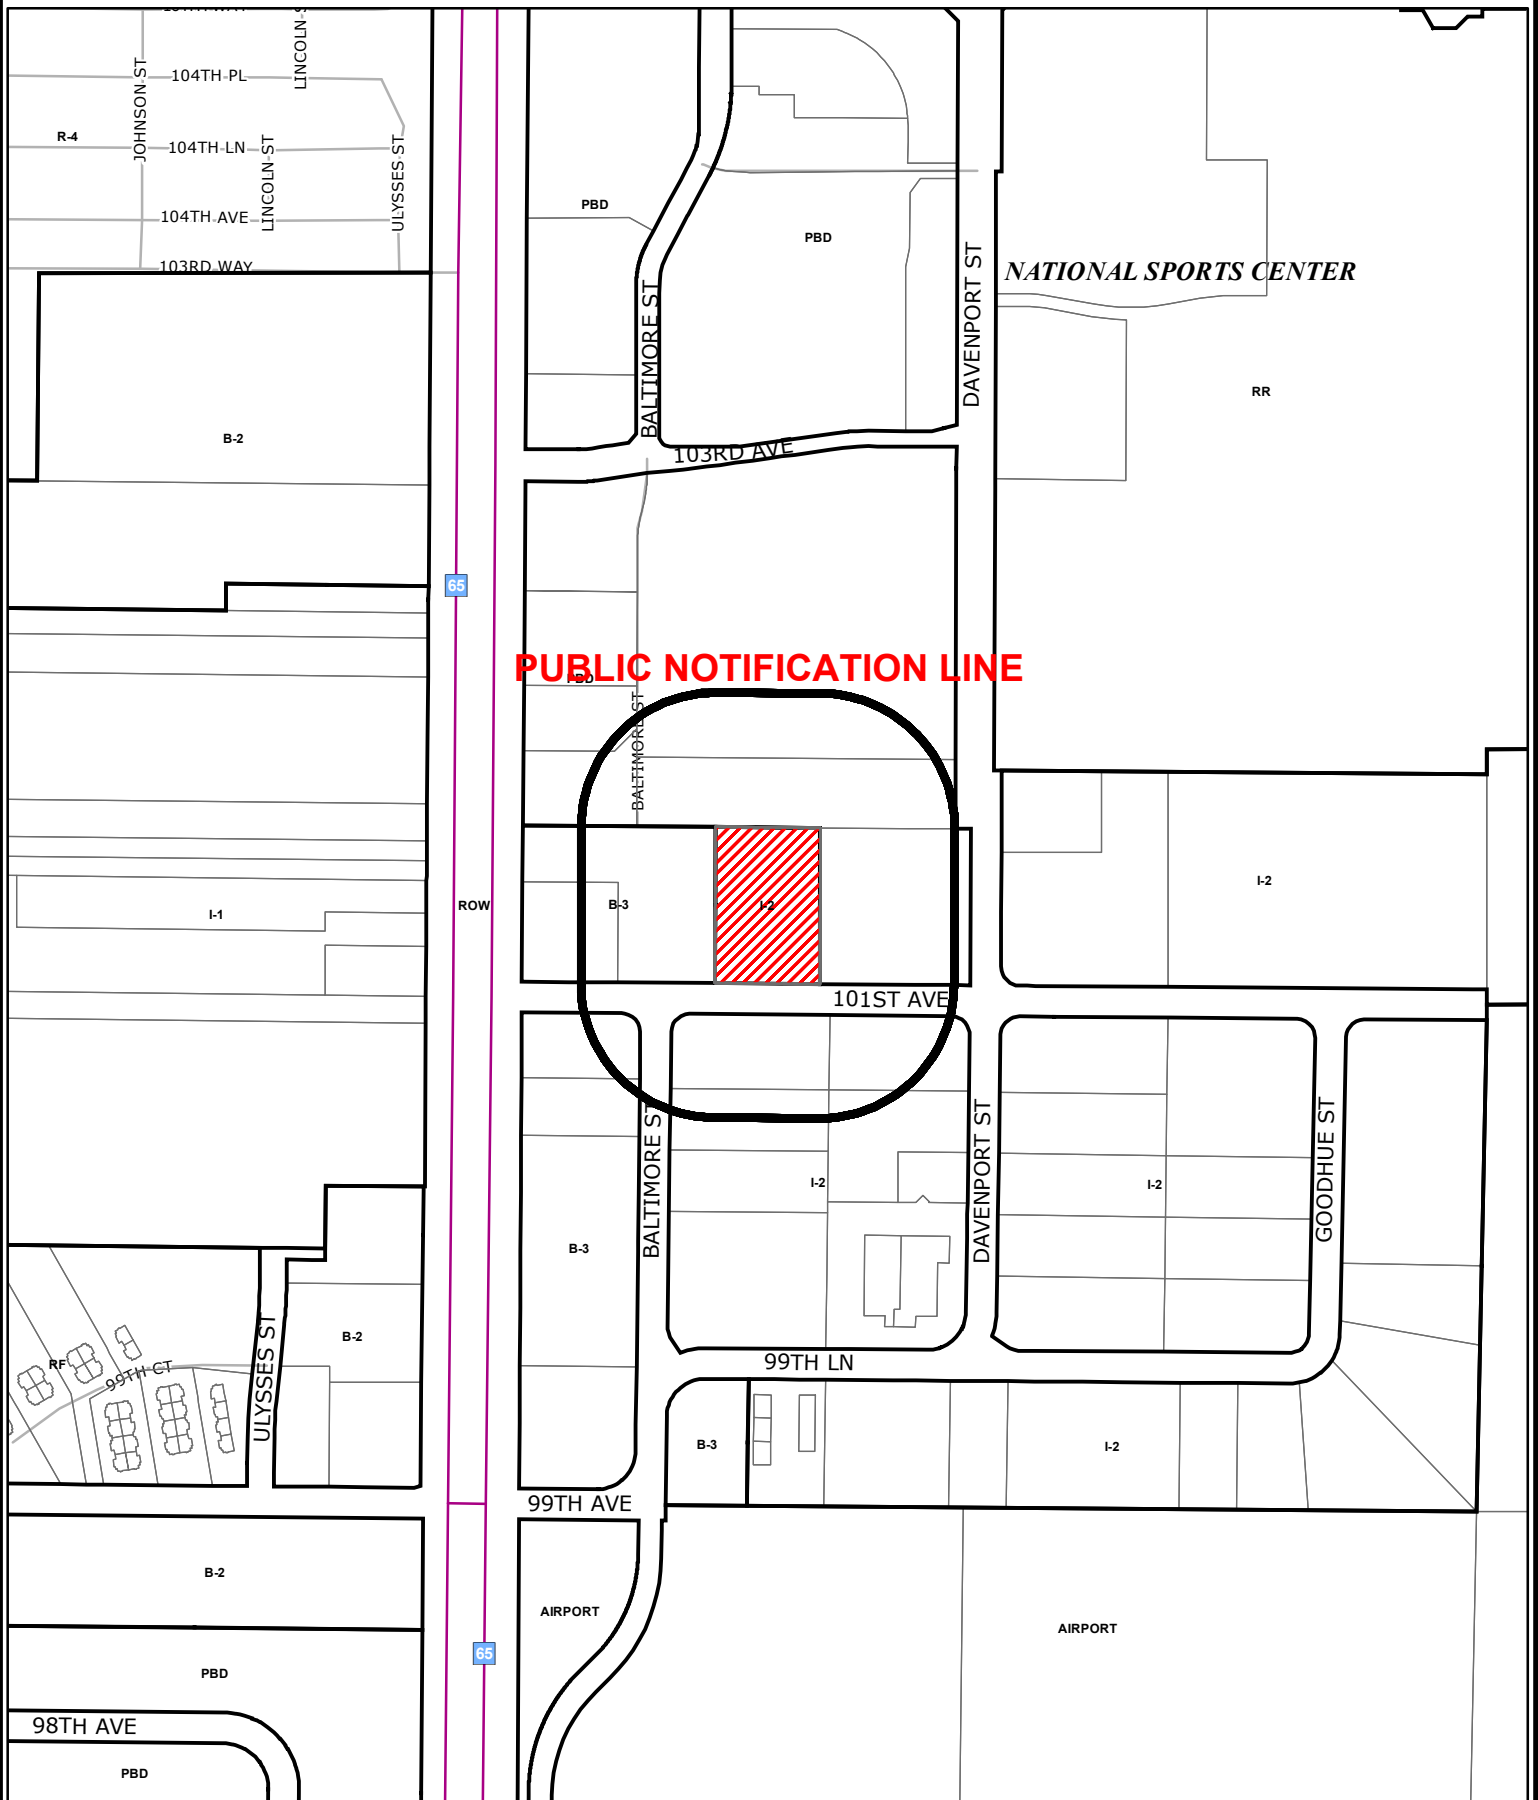 LINCOLN S
104TH PL
JOHNSON ST
R-4
104TH LN
LINCOLN ST
ULYSSES ST
104TH AVE
103RD WAY
PBD
PBD
BALTIMORE ST
DAVENPORT ST
NATIONAL SPORTS CENTER
RR
B-2
103RD AVE
65
PUBLIC NOTIFICATION LINE
PBD
BALTIMORE ST
I-2
ROW
B-3
I-2
I-1
101ST AVE
BALTIMORE ST
DAVENPORT ST
GOODHUE ST
I-2
I-2
B-3
B-2
ULYSSES ST
RF
99TH CT
99TH LN
B-3
I-2
99TH AVE
B-2
AIRPORT
AIRPORT
65
PBD
98TH AVE
PBD